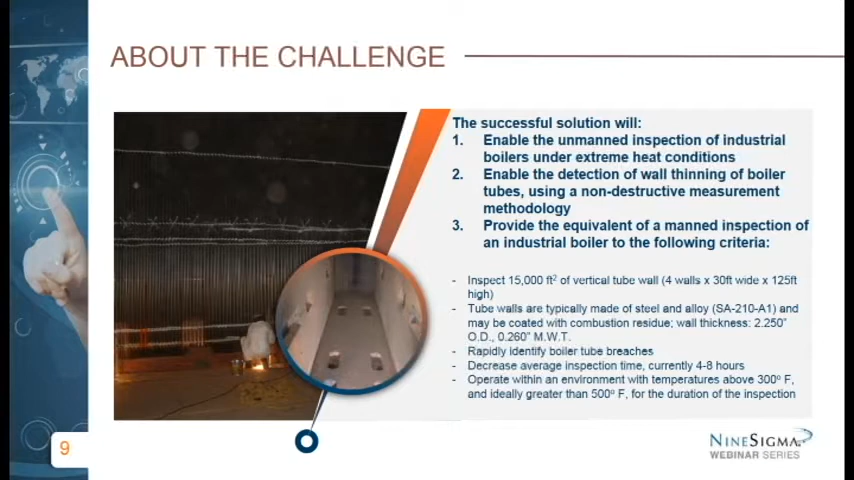 ABOUT THE CHALLENGE
The successful solution will:
1. Enable the unmanned inspection of industrial
boilers under extreme heat conditions
2. Enable the detection of wall thinning of boiler
tubes, using a non-destructive measurement
methodology
3. Provide the equivalent of a manned inspection of
an industrial boiler to the following criteria:
- Inspect 15,000 ft² of vertical tube wall (4 walls x 30ft wide x 125ft
high)
- Tube walls are typically made of steel and alloy (SA-210-A1) and
may be coated with combustion residue; wall thickness: 2.250"
O.D., 0.260" M.W.T.
- Rapidly identify boiler tube breaches
- Decrease average inspection time, currently 4-8 hours
- Operate within an environment with temperatures above 300º F,
and ideally greater than 500º F, for the duration of the inspection
9
NINESIGMA
WEBINAR SERIES